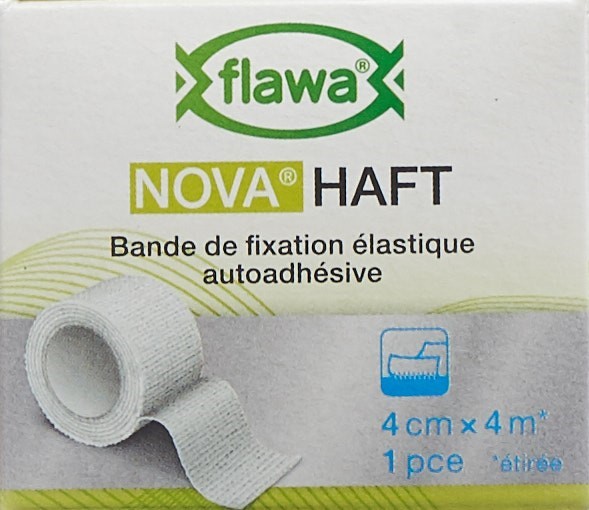 flawa®
NOVA® HAFT
Bande de fixation élastique
autoadhésive
4 cm x 4 m*
1 pce *étirée